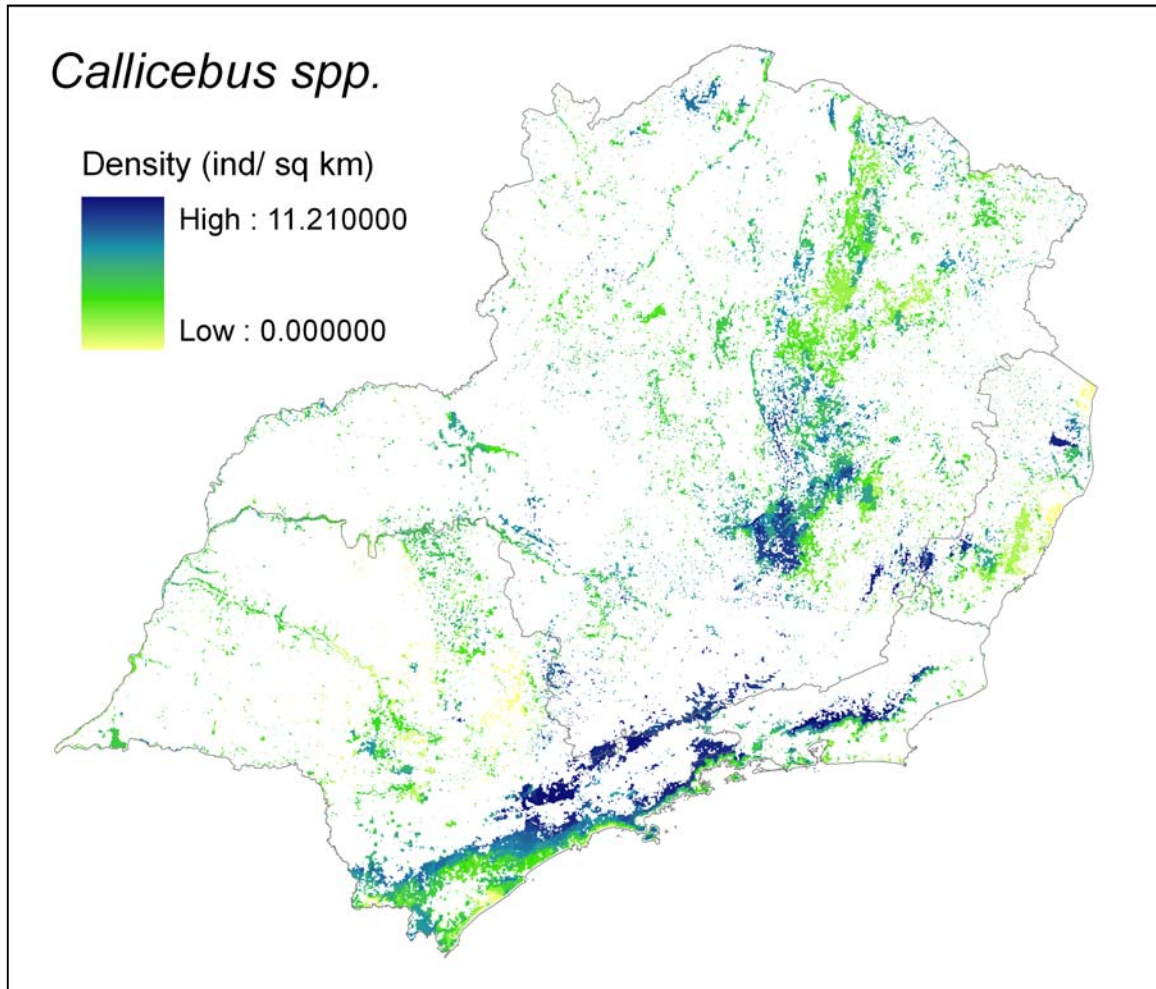 Callicebus spp.
Density (ind/ sq km)
High : 11.210000
Low : 0.000000